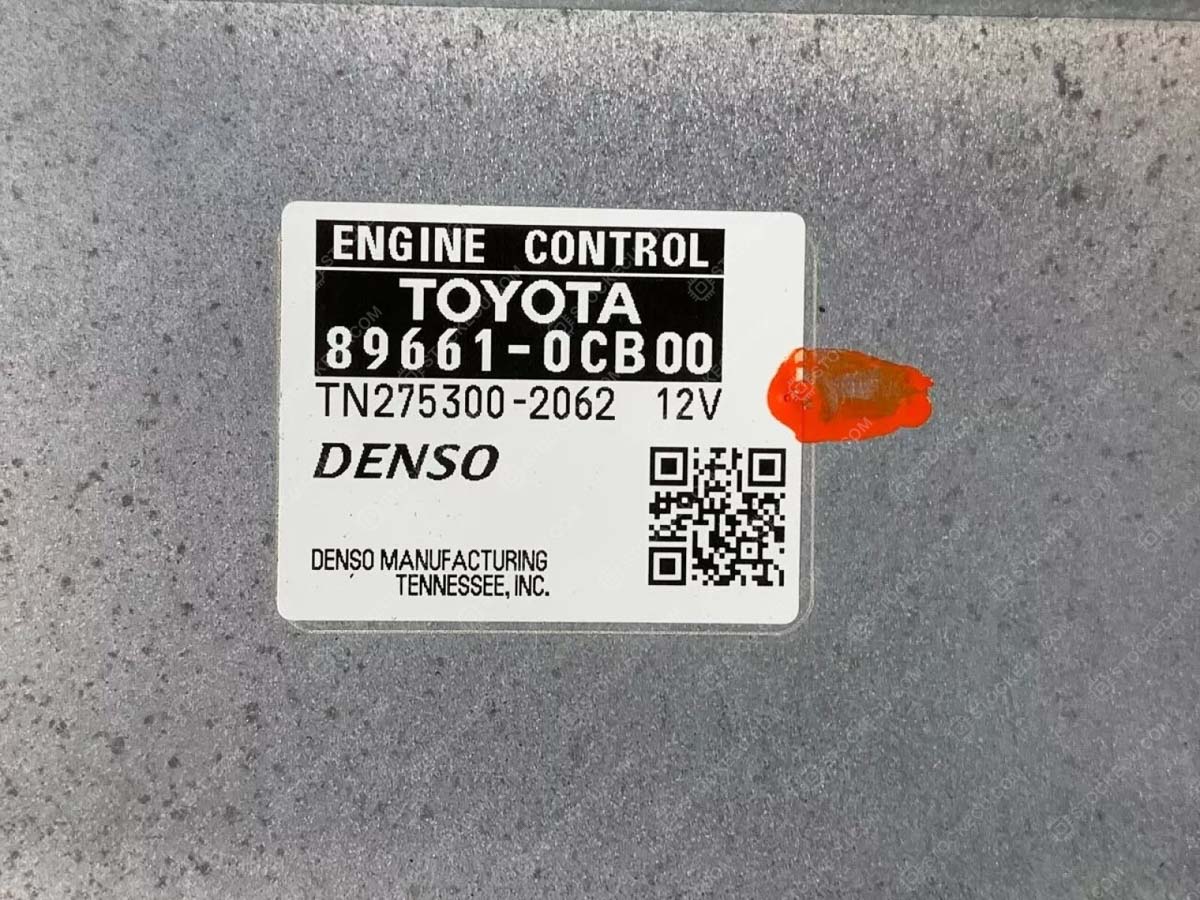 ENGINE CONTROL
TOYOTA
89661-0CB00
TN275300-2062 12V
DENSO
DENSO MANUFACTURING
TENNESSEE, INC.